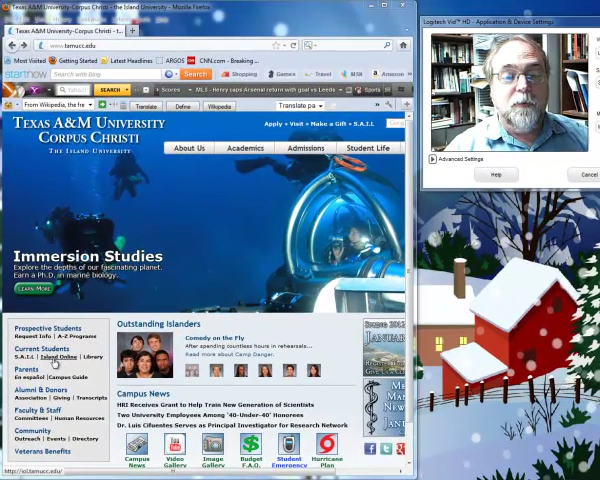 Texas A&M University-Corpus Christi - the Island University - Mozilla Firefox
Texas A&M University-Corpus Christi - t...
www.tamucc.edu
Most Visited Getting Started Latest Headlines ARGOS CNN.com - Breaking ...
startnow Search with Bing Search Shopping Games Travel MSN Amazon
SEARCH Scores MLS - Henry caps Arsenal return with goal vs Leeds
From Wikipedia, the fre Translate Define Wikipedia Translate pa
TEXAS A&M UNIVERSITY
CORPUS CHRISTI
THE ISLAND UNIVERSITY
Apply • Visit • Make a Gift • S.A.I.L
About Us Academics Admissions Student Life
Immersion Studies
Explore the depths of our fascinating planet.
Earn a Ph.D. in marine biology.
LEARN MORE
Prospective Students
Request Info | A-Z Programs
Current Students
S.A.I.L | Island Online | Library
Parents
En español | Campus Guide
Alumni & Donors
Association | Giving | Transcripts
Faculty & Staff
Committees | Human Resources
Community
Outreach | Events | Directory
Veterans Benefits
Outstanding Islanders
Comedy on the Fly
After spending countless hours in rehearsals...
Read more about Camp Danger.
Campus News
HRI Receives Grant to Help Train New Generation of Scientists
Two University Employees Among '40-Under-40' Honorees
Dr. Luis Cifuentes Serves as Principal Investigator for Research Network
Campus News
Video Gallery
Image Gallery
Budget F.A.Q.
Student Emergency
Hurricane Plan
SPRING 2012
http://iol.tamucc.edu/
Logitech Vid™ HD - Application & Device Settings
Advanced Settings
Help Cancel